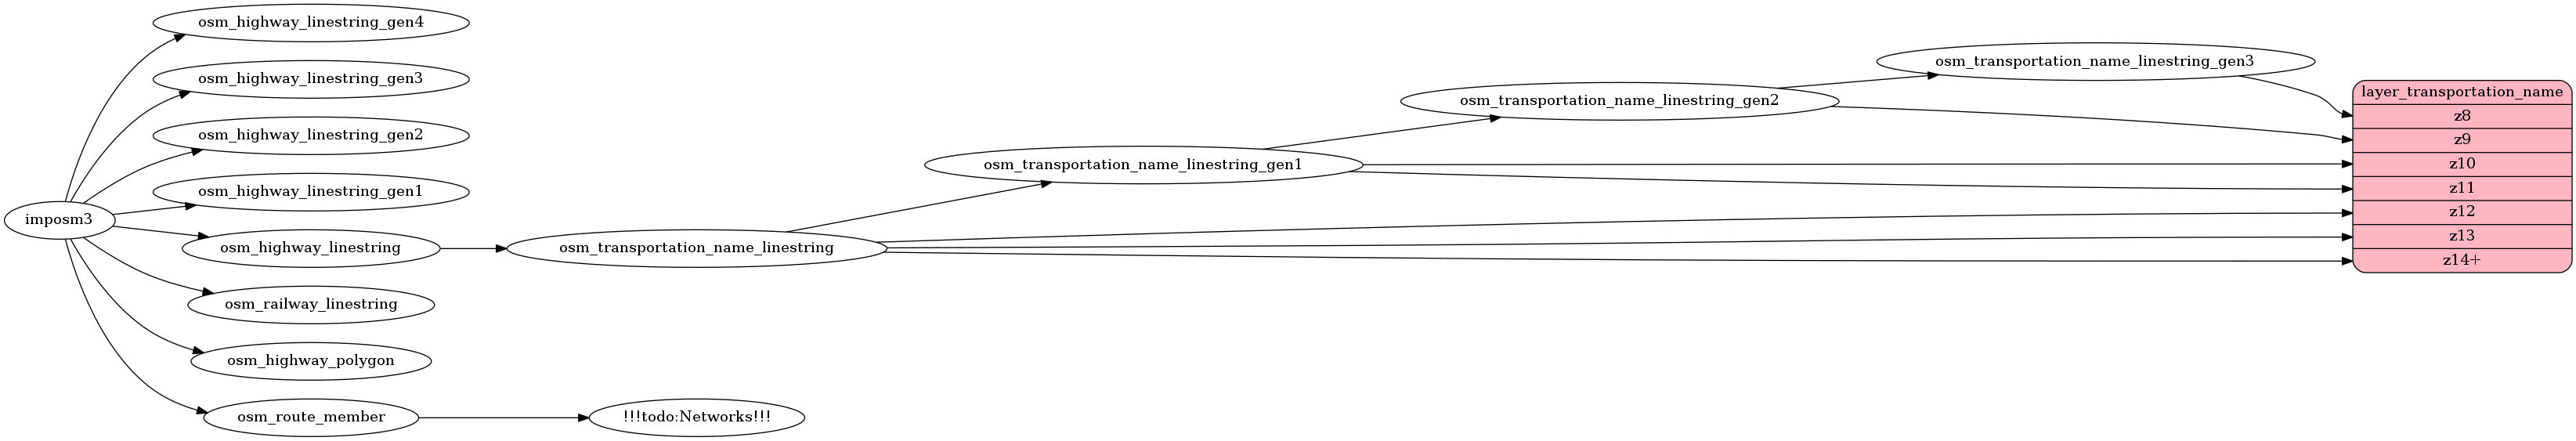 osm_highway_linestring_gen4
osm_highway_linestring_gen3
osm_highway_linestring_gen2
osm_highway_linestring_gen1
imposm3
osm_highway_linestring
osm_railway_linestring
osm_highway_polygon
osm_route_member
osm_transportation_name_linestring
!!!todo:Networks!!!
osm_transportation_name_linestring_gen1
osm_transportation_name_linestring_gen2
osm_transportation_name_linestring_gen3
layer_transportation_name
z8
z9
z10
z11
z12
z13
z14+